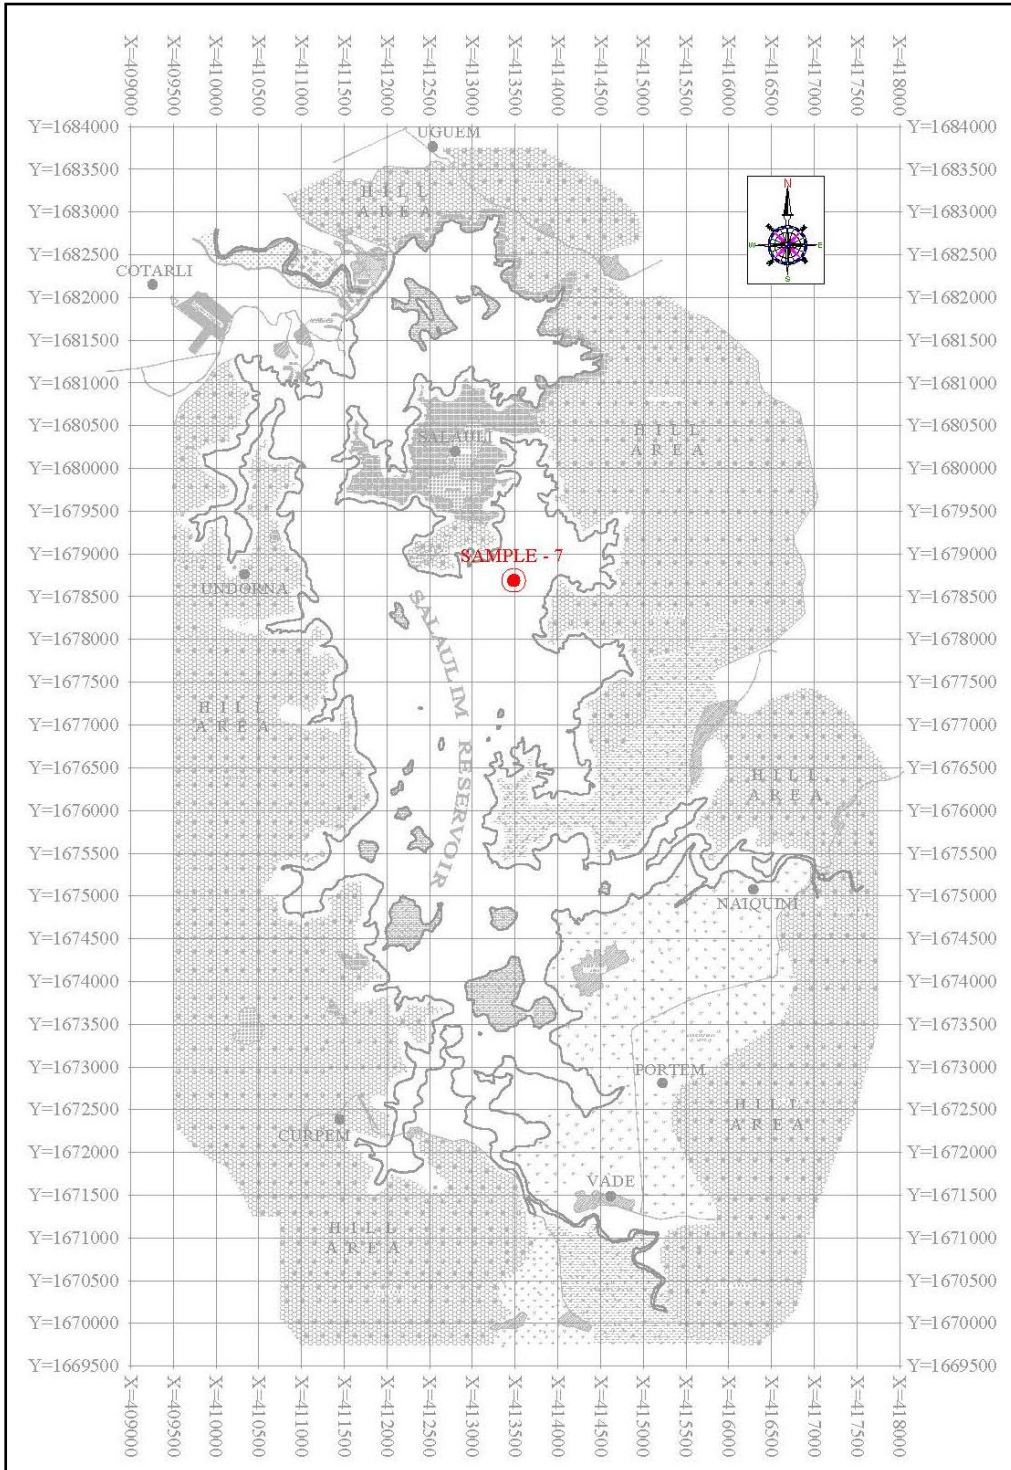 X=409000
X=409500
X=410000
X=410500
X=411000
X=411500
X=412000
X=412500
X=413000
X=413500
X=414000
X=414500
X=415000
X=415500
X=416000
X=416500
X=417000
X=417500
X=418000
Y=1684000 Y=1684000
UGUEM
Y=1683500 Y=1683500
N
HILL
Y=1683000 Y=1683000
AREA
W E
Y=1682500 Y=1682500
S
COTARLI
Y=1682000 Y=1682000
Y=1681500 Y=1681500
Y=1681000 Y=1681000
Y=1680500 Y=1680500
SALAULI HILL
AREA
Y=1680000 Y=1680000
Y=1679500 Y=1679500
Y=1679000 SAMPLE - 7 Y=1679000
UNDORNA
Y=1678500 Y=1678500
Y=1678000 Y=1678000
SALAULIM RESERVOIR
Y=1677500 Y=1677500
HILL
Y=1677000 AREA Y=1677000
Y=1676500 HILL Y=1676500
AREA
Y=1676000 Y=1676000
Y=1675500 Y=1675500
Y=1675000 NAIQUINI Y=1675000
Y=1674500 Y=1674500
Y=1674000 Y=1674000
Y=1673500 Y=1673500
Y=1673000 PORTEM Y=1673000
Y=1672500 HILL Y=1672500
CURPEM AREA
Y=1672000 Y=1672000
VADE
Y=1671500 Y=1671500
HILL
Y=1671000 AREA Y=1671000
Y=1670500 Y=1670500
Y=1670000 Y=1670000
Y=1669500 Y=1669500
X=409000
X=409500
X=410000
X=410500
X=411000
X=411500
X=412000
X=412500
X=413000
X=413500
X=414000
X=414500
X=415000
X=415500
X=416000
X=416500
X=417000
X=417500
X=418000